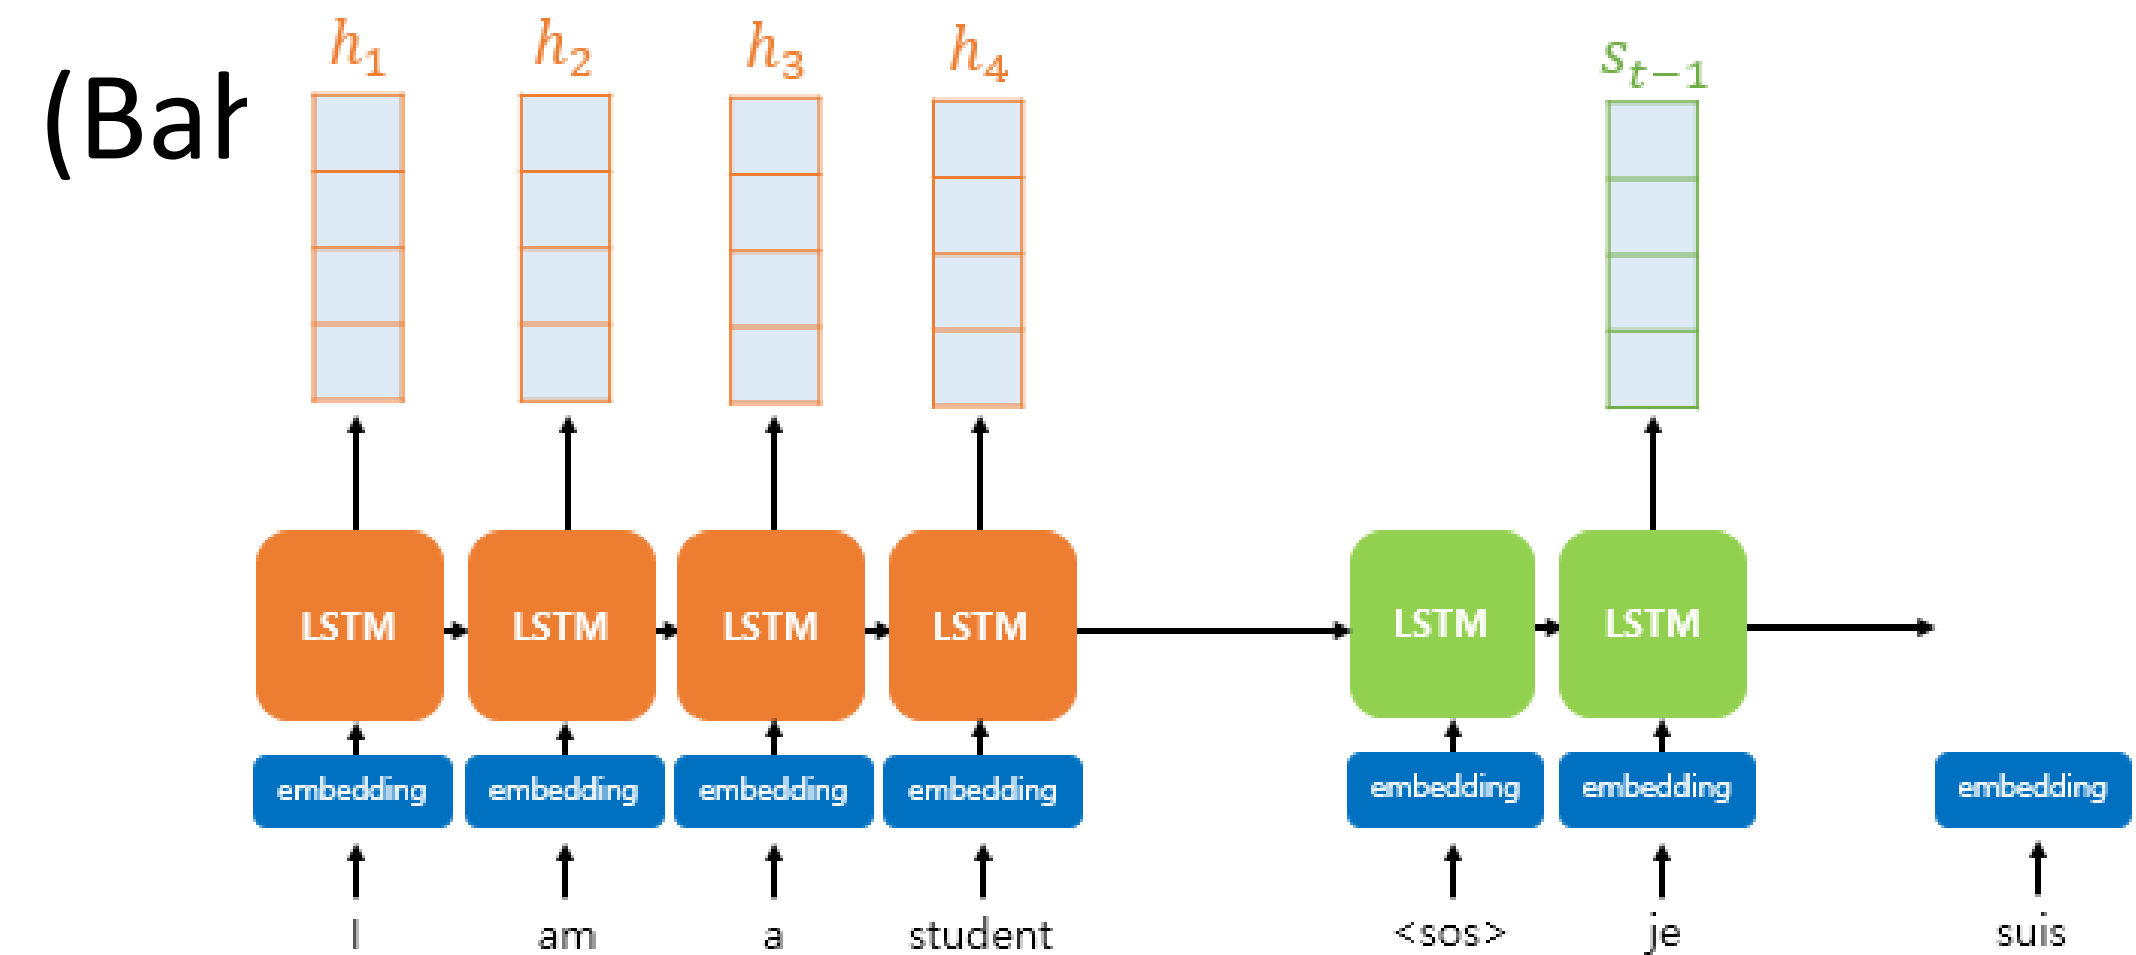 h₁ h₂ h₃ h₄ sₜ₋₁
(Bah
LSTM LSTM LSTM LSTM LSTM LSTM
embedding embedding embedding embedding embedding embedding embedding
I am a student <sos> je suis